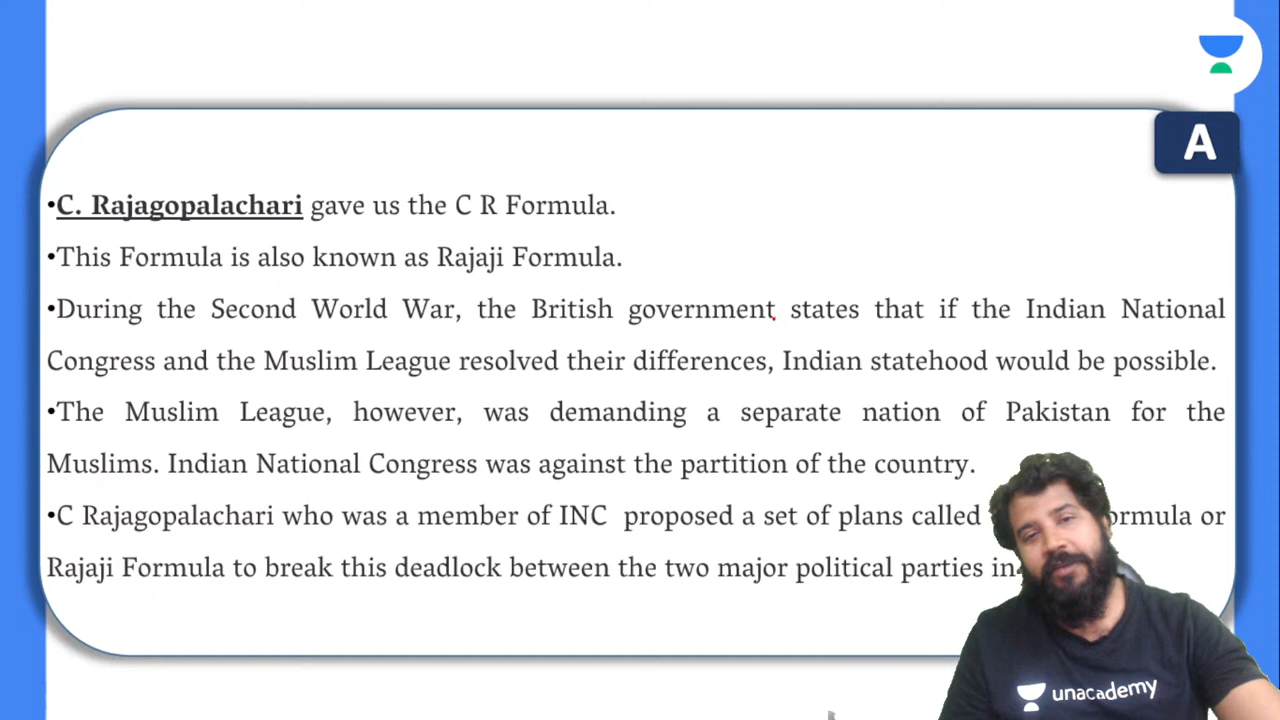 A
•C. Rajagopalachari gave us the C R Formula.
•This Formula is also known as Rajaji Formula.
•During the Second World War, the British government states that if the Indian National
Congress and the Muslim League resolved their differences, Indian statehood would be possible.
•The Muslim League, however, was demanding a separate nation of Pakistan for the
Muslims. Indian National Congress was against the partition of the country.
•C Rajagopalachari who was a member of INC proposed a set of plans called ormula or
Rajaji Formula to break this deadlock between the two major political parties in
unacademy